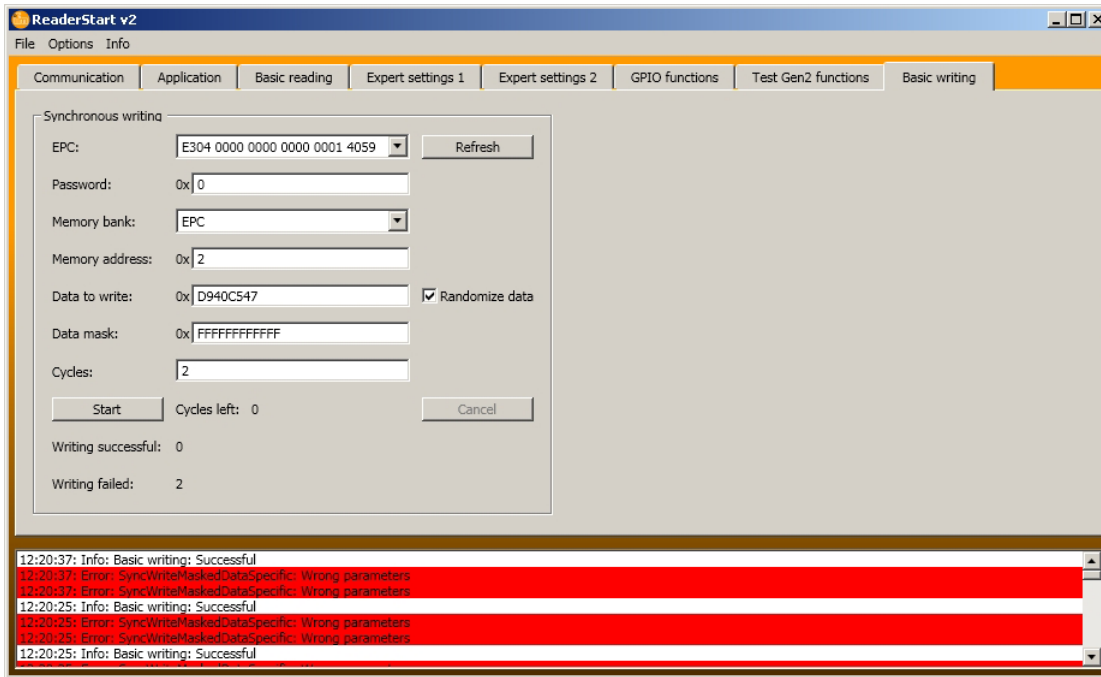 ReaderStart v2
File Options Info
Communication Application Basic reading Expert settings 1 Expert settings 2 GPIO functions Test Gen2 functions Basic writing
Synchronous writing
EPC: E304 0000 0000 0000 0001 4059 Refresh
Password: 0x 0
Memory bank: EPC
Memory address: 0x 2
Data to write: 0x D940C547 Randomize data
Data mask: 0x FFFFFFFFFFFF
Cycles: 2
Start Cycles left: 0 Cancel
Writing successful: 0
Writing failed: 2
12:20:37: Info: Basic writing: Successful
12:20:37: Error: SyncWriteMaskedDataSpecific: Wrong parameters
12:20:37: Error: SyncWriteMaskedDataSpecific: Wrong parameters
12:20:25: Info: Basic writing: Successful
12:20:25: Error: SyncWriteMaskedDataSpecific: Wrong parameters
12:20:25: Error: SyncWriteMaskedDataSpecific: Wrong parameters
12:20:25: Info: Basic writing: Successful